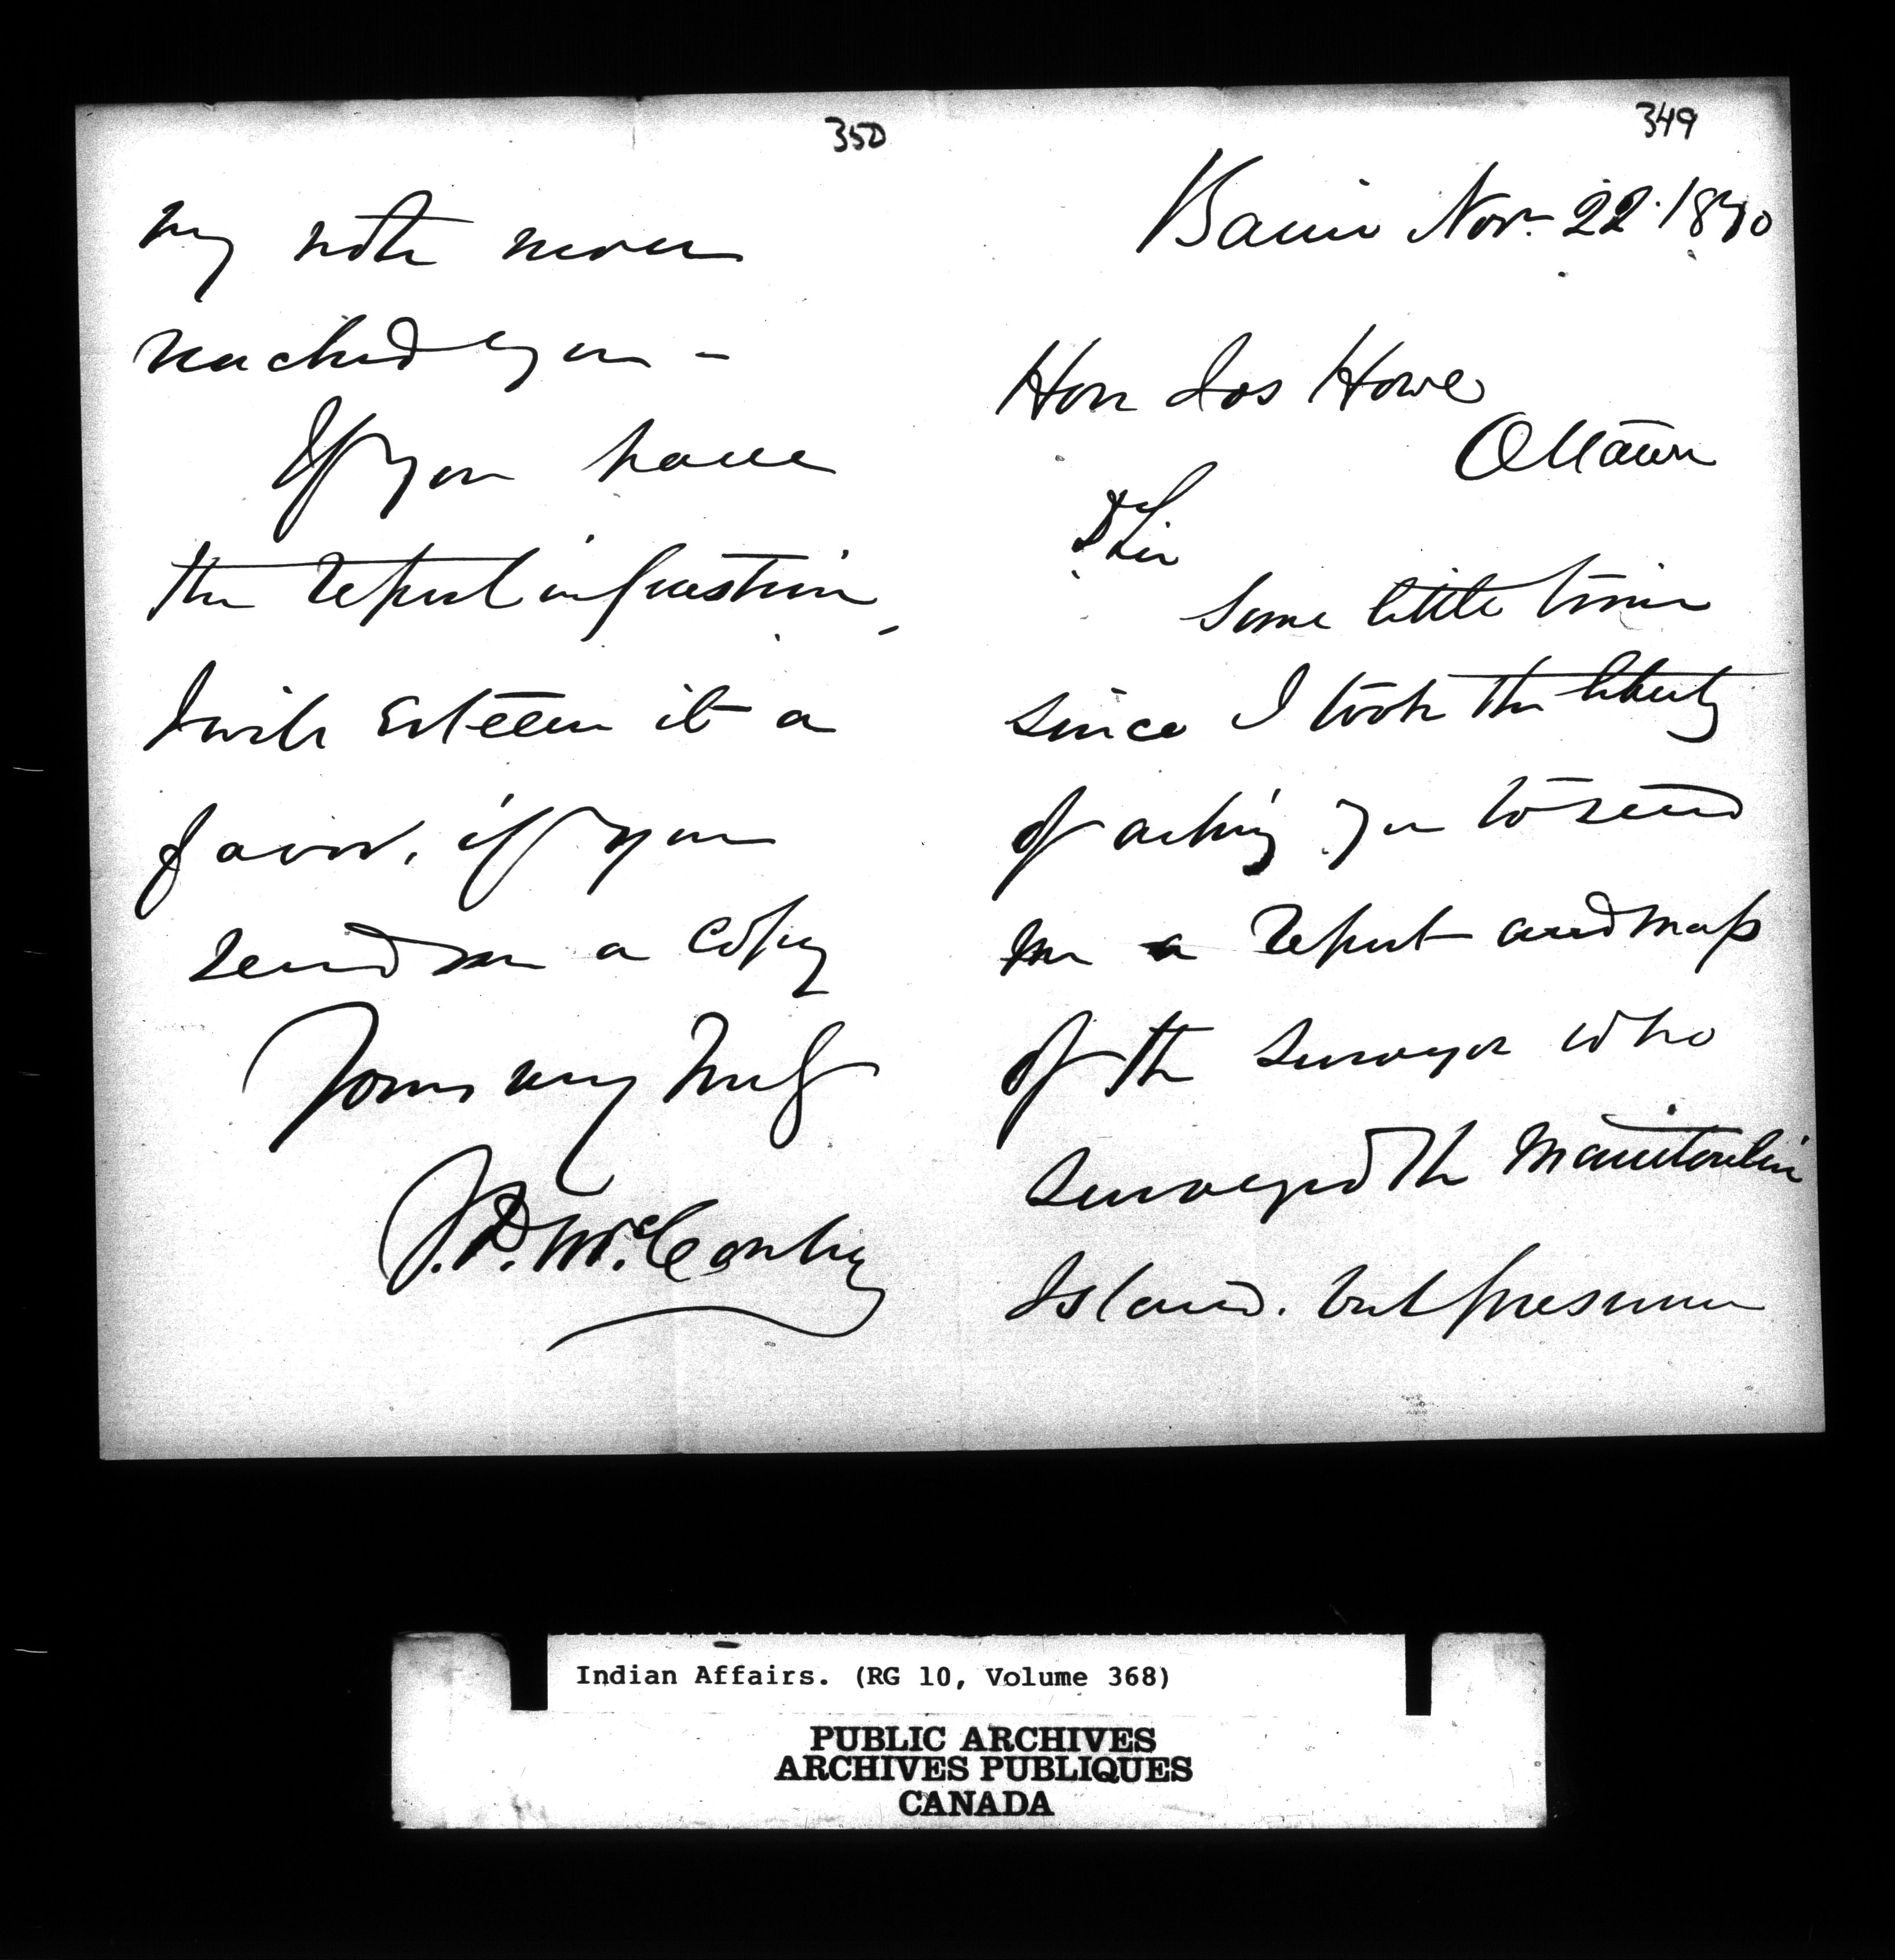 349
Barrie Nov. 22. 1870
Hon Jos Howe
Ottawa
D Sir
Some little time
since I took the liberty
of asking you to send
me a report and map
of the surveyor who
surveyed the Manitoulin
Island. but presume
350
my note never
reached you -
If you have
the report in question,
I will esteem it a
favor, if you
send me a copy
Yours very truly
Indian Affairs. (RG 10, Volume 368)
PUBLIC ARCHIVES
ARCHIVES PUBLIQUES
CANADA